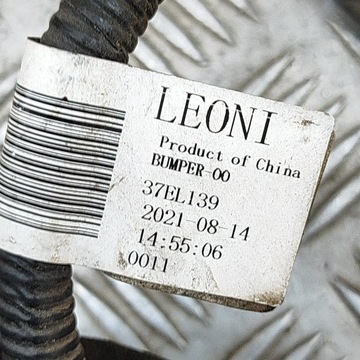 LEONI
Product of China
BUMPER-00
37EL139
2021-08-14
14:55:06
0011